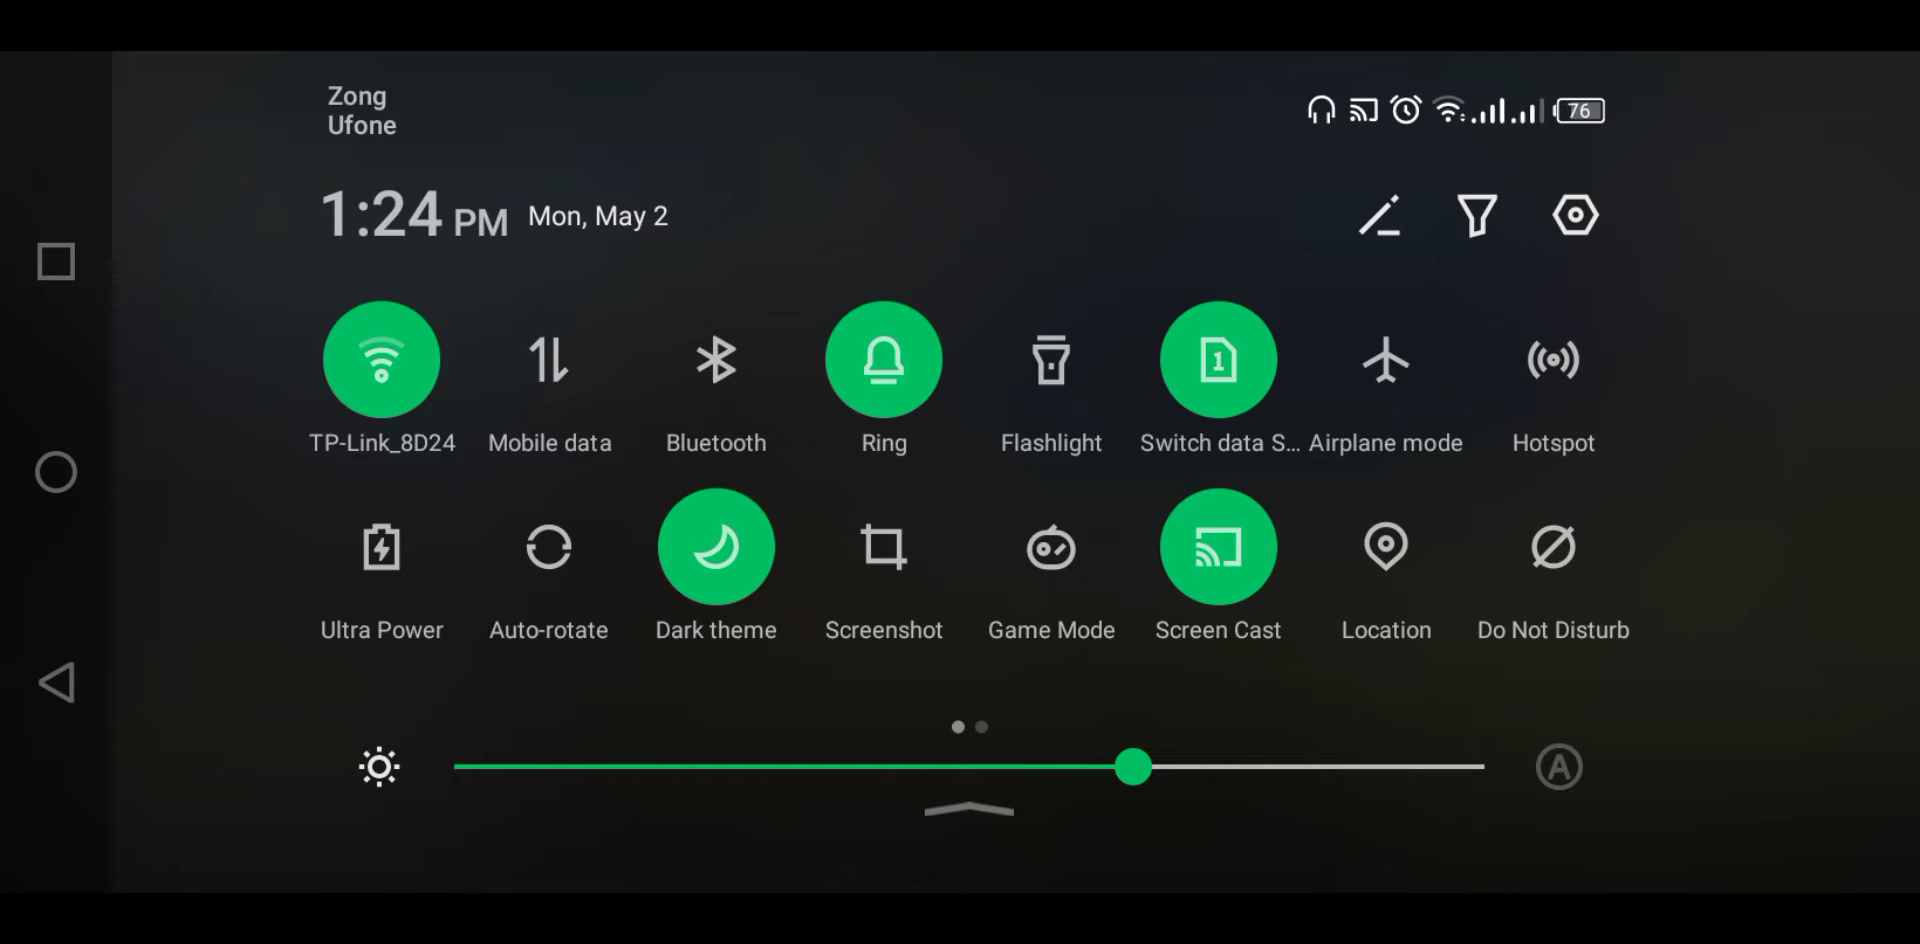 Zong
Ufone
76
1:24 PM Mon, May 2
1
TP-Link_8D24 Mobile data Bluetooth Ring Flashlight Switch data S... Airplane mode Hotspot
Ultra Power Auto-rotate Dark theme Screenshot Game Mode Screen Cast Location Do Not Disturb
A